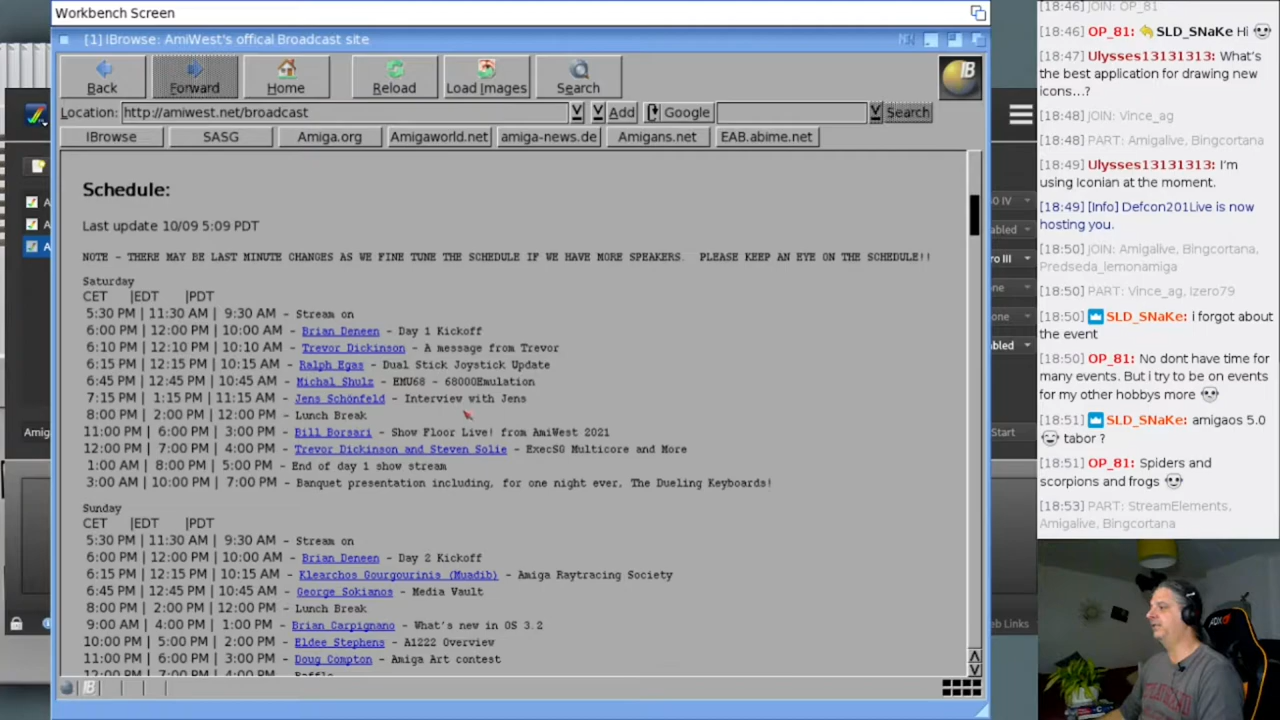 Workbench Screen
[1] IBrowse: AmiWest's offical Broadcast site
Back
Forward
Home
Reload
Load Images
Search
Location: http://amiwest.net/broadcast
Add
Google
Search
IBrowse
SASG
Amiga.org
Amigaworld.net
amiga-news.de
Amigans.net
EAB.abime.net
Schedule:
Last update 10/09 5:09 PDT
NOTE - THERE MAY BE LAST MINUTE CHANGES AS WE FINE TUNE THE SCHEDULE IF WE HAVE MORE SPEAKERS. PLEASE KEEP AN EYE ON THE SCHEDULE!!
Saturday
CET |EDT |PDT
5:30 PM | 11:30 AM | 9:30 AM - Stream on
6:00 PM | 12:00 PM | 10:00 AM - Brian Deneen - Day 1 Kickoff
6:10 PM | 12:10 PM | 10:10 AM - Trevor Dickinson - A message from Trevor
6:15 PM | 12:15 PM | 10:15 AM - Ralph Egas - Dual Stick Joystick Update
6:45 PM | 12:45 PM | 10:45 AM - Michal Shulz - EMU68 - 68000Emulation
7:15 PM | 1:15 PM | 11:15 AM - Jens Schönfeld - Interview with Jens
8:00 PM | 2:00 PM | 12:00 PM - Lunch Break
11:00 PM | 6:00 PM | 3:00 PM - Bill Borsari - Show Floor Live! from AmiWest 2021
12:00 PM | 7:00 PM | 4:00 PM - Trevor Dickinson and Steven Solie - ExecSG Multicore and More
1:00 AM | 8:00 PM | 5:00 PM - End of day 1 show stream
3:00 AM | 10:00 PM | 7:00 PM - Banquet presentation including, for one night ever, The Dueling Keyboards!
Sunday
CET |EDT |PDT
5:30 PM | 11:30 AM | 9:30 AM - Stream on
6:00 PM | 12:00 PM | 10:00 AM - Brian Deneen - Day 2 Kickoff
6:15 PM | 12:15 PM | 10:15 AM - Klearchos Gourgourinis (Muadib) - Amiga Raytracing Society
6:45 PM | 12:45 PM | 10:45 AM - George Sokianos - Media Vault
8:00 PM | 2:00 PM | 12:00 PM - Lunch Break
9:00 AM | 4:00 PM | 1:00 PM - Brian Carpignano - What's new in OS 3.2
10:00 PM | 5:00 PM | 2:00 PM - Eldee Stephens - A1222 Overview
11:00 PM | 6:00 PM | 3:00 PM - Doug Compton - Amiga Art contest
12:00 PM | 7:00 PM | 4:00 PM - Raffle
[18:46] JOIN: OP_81
[18:46] OP_81: SLD_SNaKe Hi
[18:47] Ulysses13131313: What's
the best application for drawing new
icons...?
[18:48] JOIN: Vince_ag
[18:48] PART: Amigalive, Bingcortana
[18:49] Ulysses13131313: I'm
using Iconian at the moment.
[18:49] [Info] Defcon201Live is now
hosting you.
[18:50] JOIN: Amigalive, Bingcortana,
Predseda_lemonamiga
[18:50] PART: Vince_ag, Izero79
[18:50] SLD_SNaKe: i forgot about
the event
[18:50] OP_81: No dont have time for
many events. But i try to be on events
for my other hobbys more
[18:51] SLD_SNaKe: amigaos 5.0
tabor ?
[18:51] OP_81: Spiders and
scorpions and frogs
[18:53] PART: StreamElements,
Amigalive, Bingcortana
Amig
Start